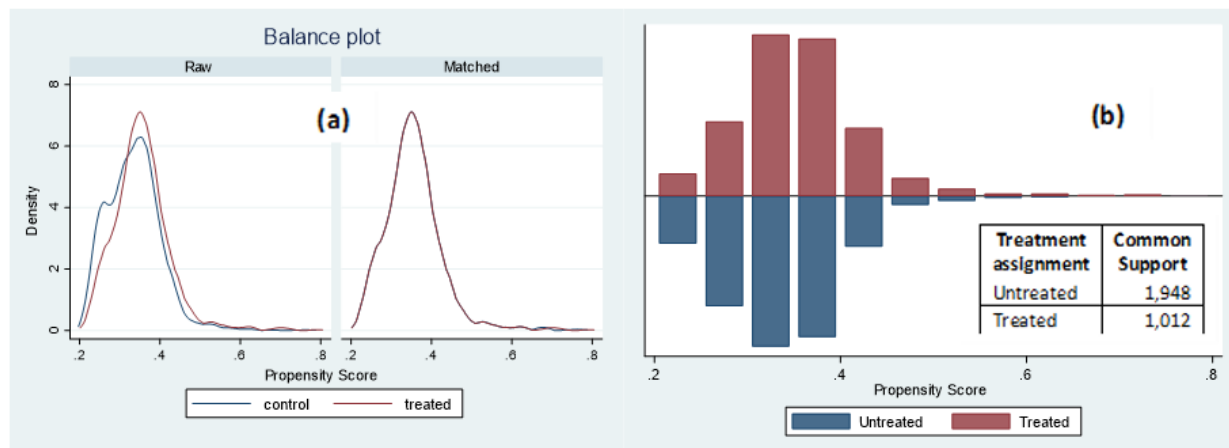 Balance plot
Raw
Matched
(a)
8
6
4
2
0
Density
.2
.4
.6
.8
.2
.4
.6
.8
Propensity Score
control
treated
(b)
Treatment assignment
Common Support
Untreated
1,948
Treated
1,012
.2
.4
.6
.8
Propensity Score
Untreated
Treated